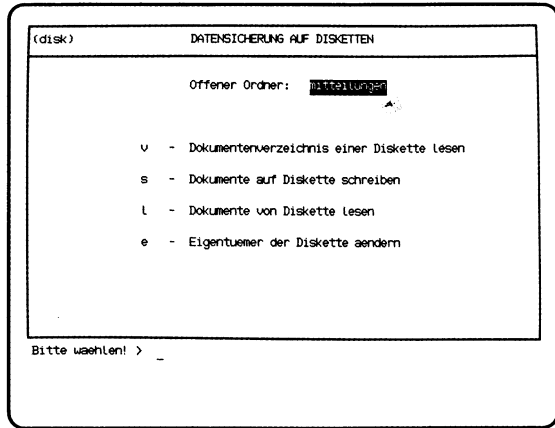 (disk) DATENSICHERUNG AUF DISKETTEN
Offener Ordner: mitteilungen
v - Dokumentenverzeichnis einer Diskette lesen
s - Dokumente auf Diskette schreiben
l - Dokumente von Diskette lesen
e - Eigentuemer der Diskette aendern
Bitte waehlen! > _